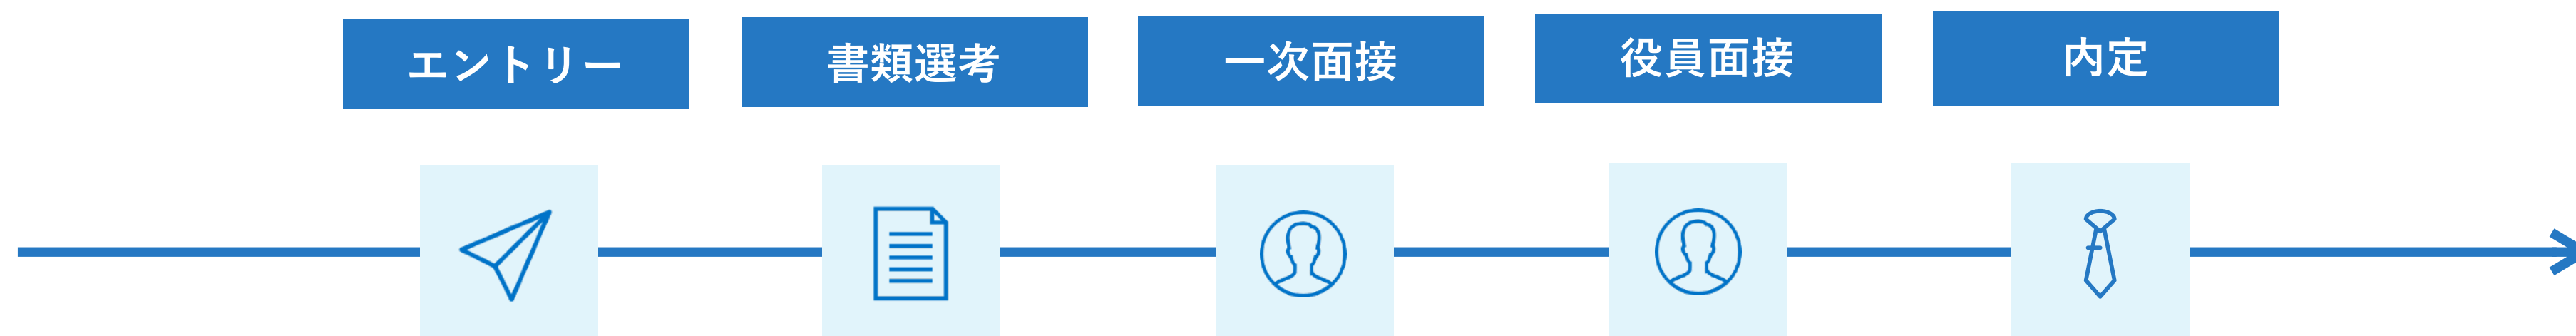 エントリー
書類選考
一次面接
役員面接
内定